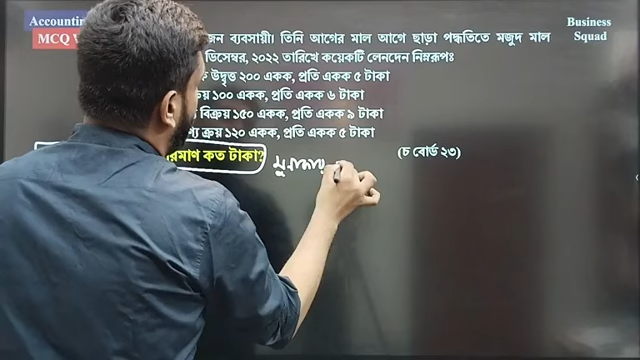 Accounting
MCQ
Business
Squad
জন ব্যবসায়ী। তিনি আগের মাল আগে ছাড়া পদ্ধতিতে মজুদ মাল
ডিসেম্বর, ২০২২ তারিখে কয়েকটি লেনদেন নিম্নরূপঃ
উদ্বৃত্ত ২০০ একক, প্রতি একক ৫ টাকা
১০০ একক, প্রতি একক ৬ টাকা
বিক্রয় ১৫০ একক, প্রতি একক ৯ টাকা
ক্রয় ১২০ একক, প্রতি একক ৫ টাকা
কত টাকা?
(চ বোর্ড ২৩)